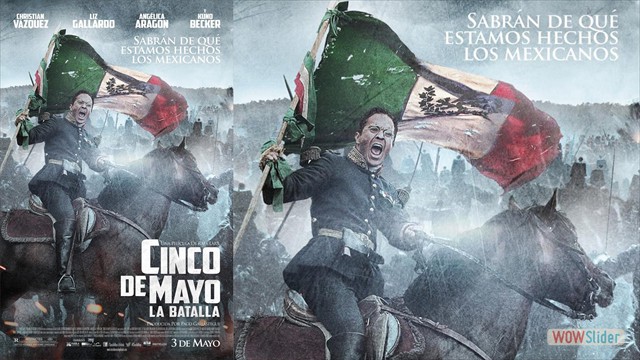 CHRISTIAN
VAZQUEZ
LIZ
GALLARDO
ANGÉLICA
ARAGON
Y KUNO
BECKER
SABRÁN DE QUÉ
ESTAMOS HECHOS
LOS MEXICANOS
CINCO
DE MAYO
LA BATALLA
3 DE MAYO
SABRÁN DE QUÉ
ESTAMOS HECHOS
LOS MEXICANOS
WOWSlider